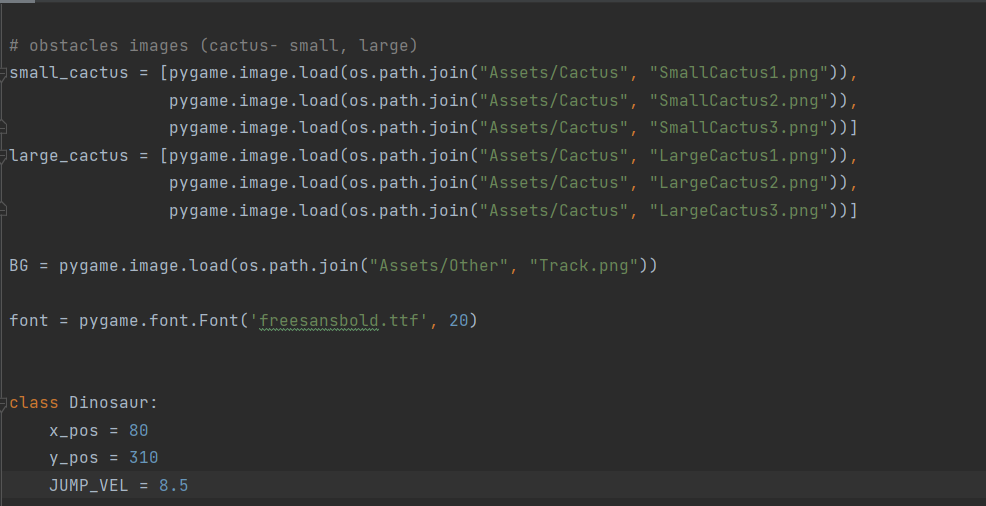 # obstacles images (cactus- small, large)
small_cactus = [pygame.image.load(os.path.join("Assets/Cactus", "SmallCactus1.png")),
                pygame.image.load(os.path.join("Assets/Cactus", "SmallCactus2.png")),
                pygame.image.load(os.path.join("Assets/Cactus", "SmallCactus3.png"))]
large_cactus = [pygame.image.load(os.path.join("Assets/Cactus", "LargeCactus1.png")),
                pygame.image.load(os.path.join("Assets/Cactus", "LargeCactus2.png")),
                pygame.image.load(os.path.join("Assets/Cactus", "LargeCactus3.png"))]

BG = pygame.image.load(os.path.join("Assets/Other", "Track.png"))

font = pygame.font.Font('freesansbold.ttf', 20)


class Dinosaur:
    x_pos = 80
    y_pos = 310
    JUMP_VEL = 8.5